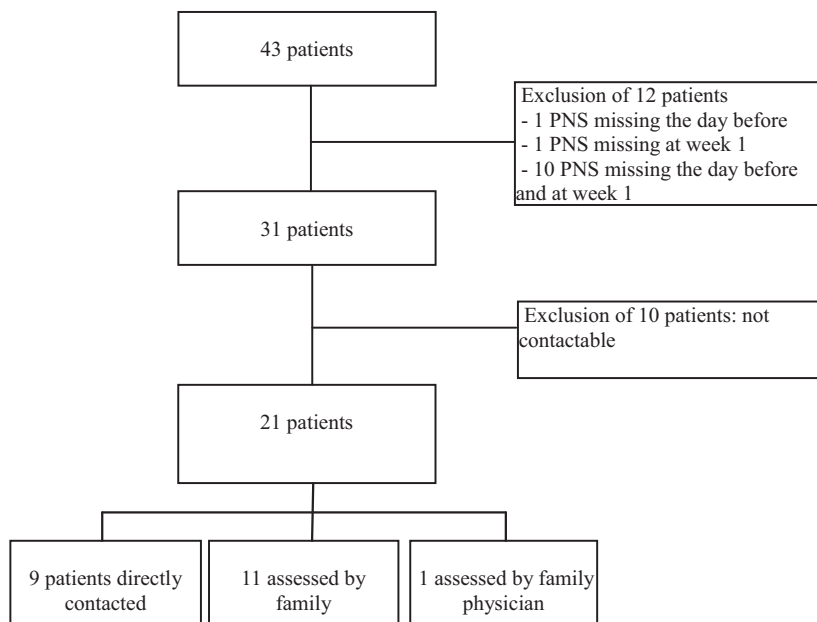 43 patients
Exclusion of 12 patients
- 1 PNS missing the day before
- 1 PNS missing at week 1
- 10 PNS missing the day before
and at week 1
31 patients
Exclusion of 10 patients: not
contactable
21 patients
9 patients directly
contacted
11 assessed by
family
1 assessed by family
physician